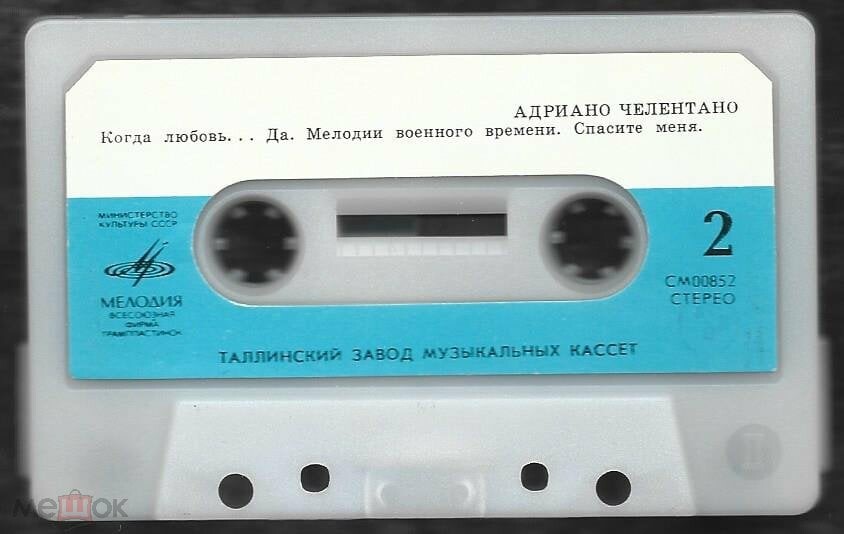 АДРИАНО ЧЕЛЕНТАНО
Когда любовь... Да. Мелодии военного времени. Спасите меня.
МИНИСТЕРСТВО
КУЛЬТУРЫ СССР
МЕЛОДИЯ
ВСЕСОЮЗНАЯ
ФИРМА
ГРАМПЛАСТИНОК
2
СМ00852
СТЕРЕО
ТАЛЛИНСКИЙ ЗАВОД МУЗЫКАЛЬНЫХ КАССЕТ
II
мешок